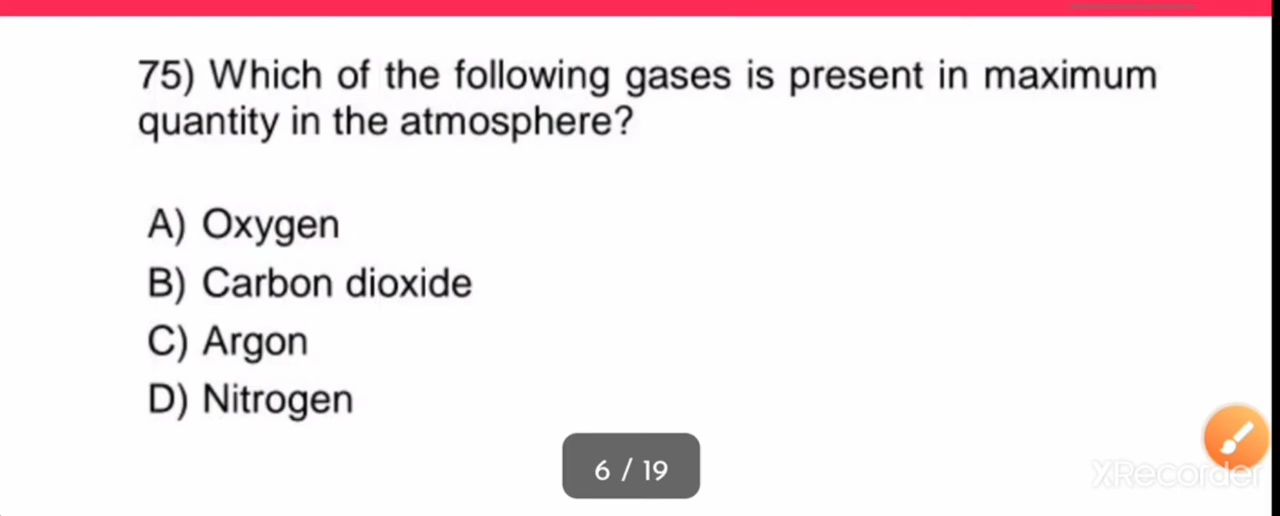 75) Which of the following gases is present in maximum
quantity in the atmosphere?
A) Oxygen
B) Carbon dioxide
C) Argon
D) Nitrogen
6 / 19
XRecorder